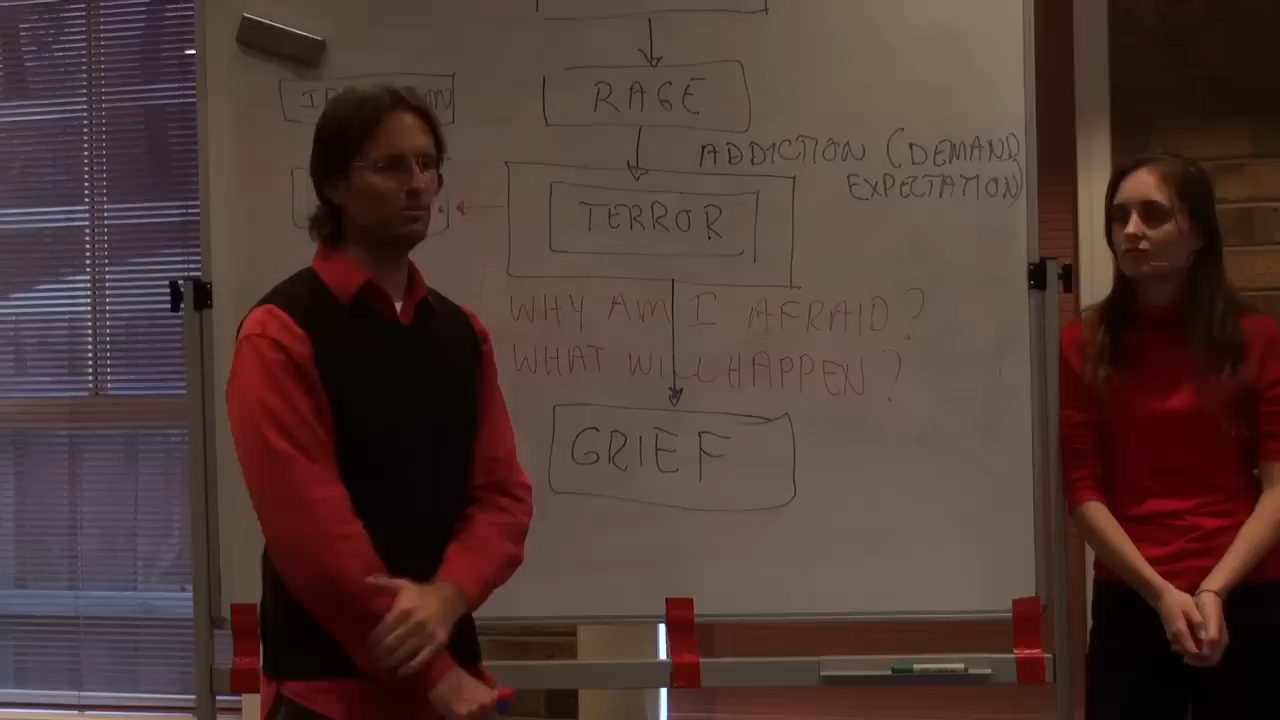 RAGE
ADDICTION (DEMAND
EXPECTATION)
TERROR
WHY AM I AFRAID?
WHAT WILL HAPPEN?
GRIEF